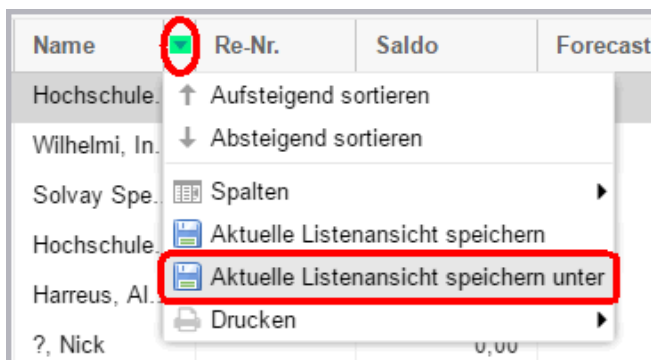 Name Re-Nr. Saldo Forecast
Hochschule. Aufsteigend sortieren
Wilhelmi, In. Absteigend sortieren
Solvay Spe.. Spalten
Hochschule. Aktuelle Listenansicht speichern
Aktuelle Listenansicht speichern unter
Harreus, Al..
Drucken
?, Nick 0,00